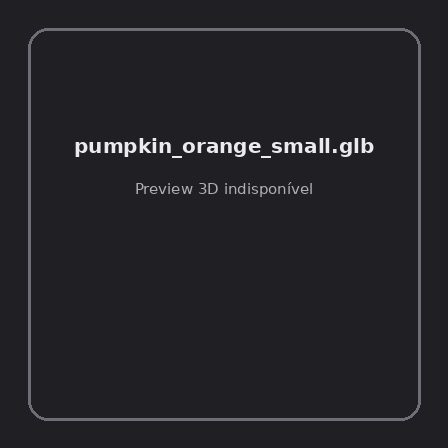 pumpkin_orange_small.glb
Preview 3D indisponível